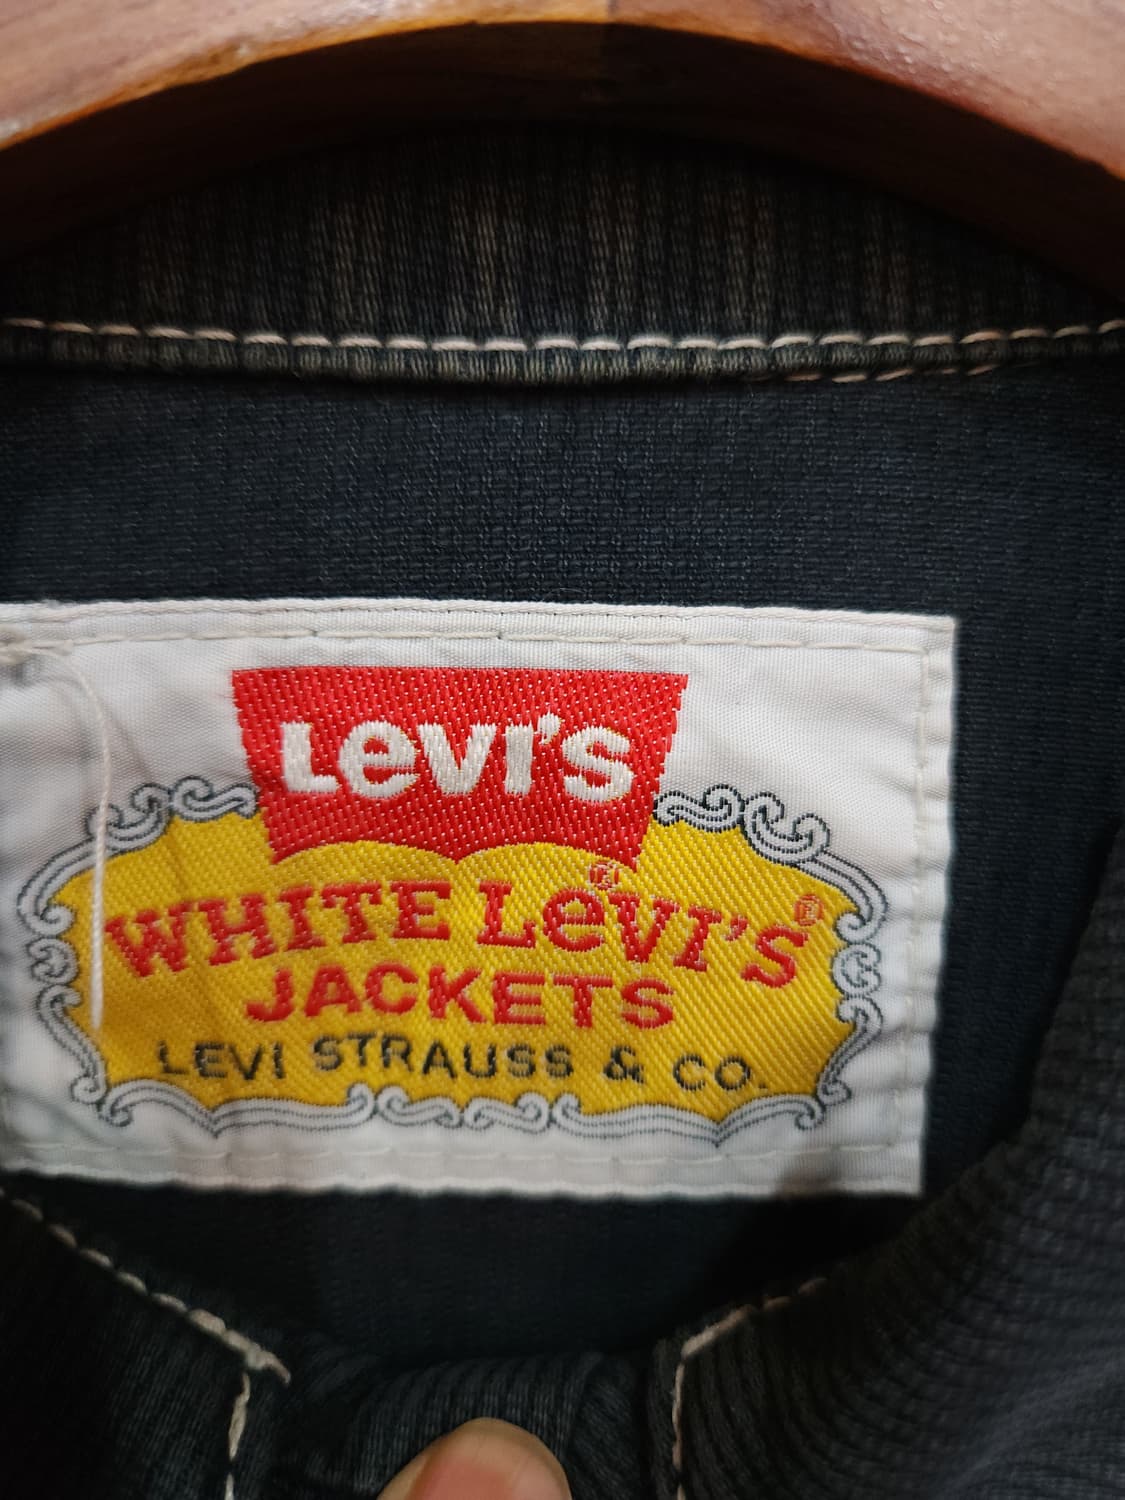 Levi's
®
WHITE Levi's®
JACKETS
LEVI STRAUSS & CO.